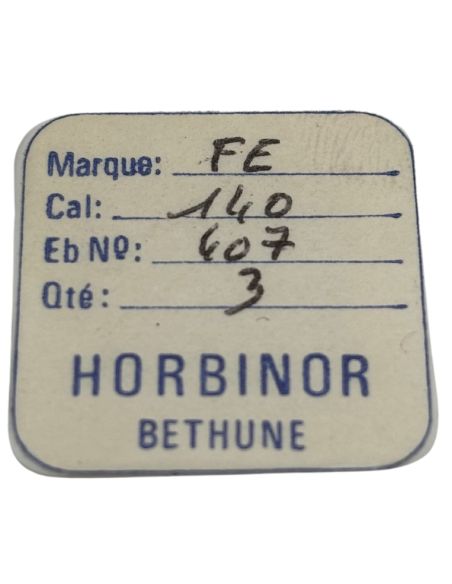 Marque: FE
Cal: 140
Eb Nº: 407
Qté: 3
HORBINOR
BETHUNE